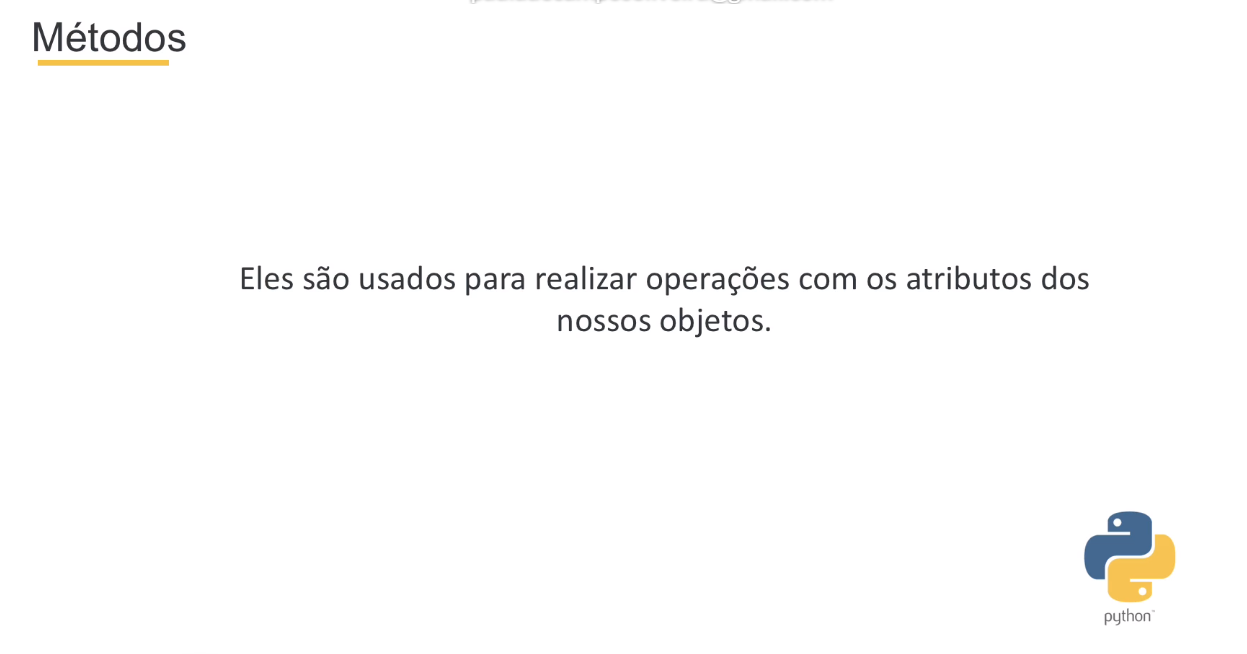 Métodos
Eles são usados para realizar operações com os atributos dos
nossos objetos.
python